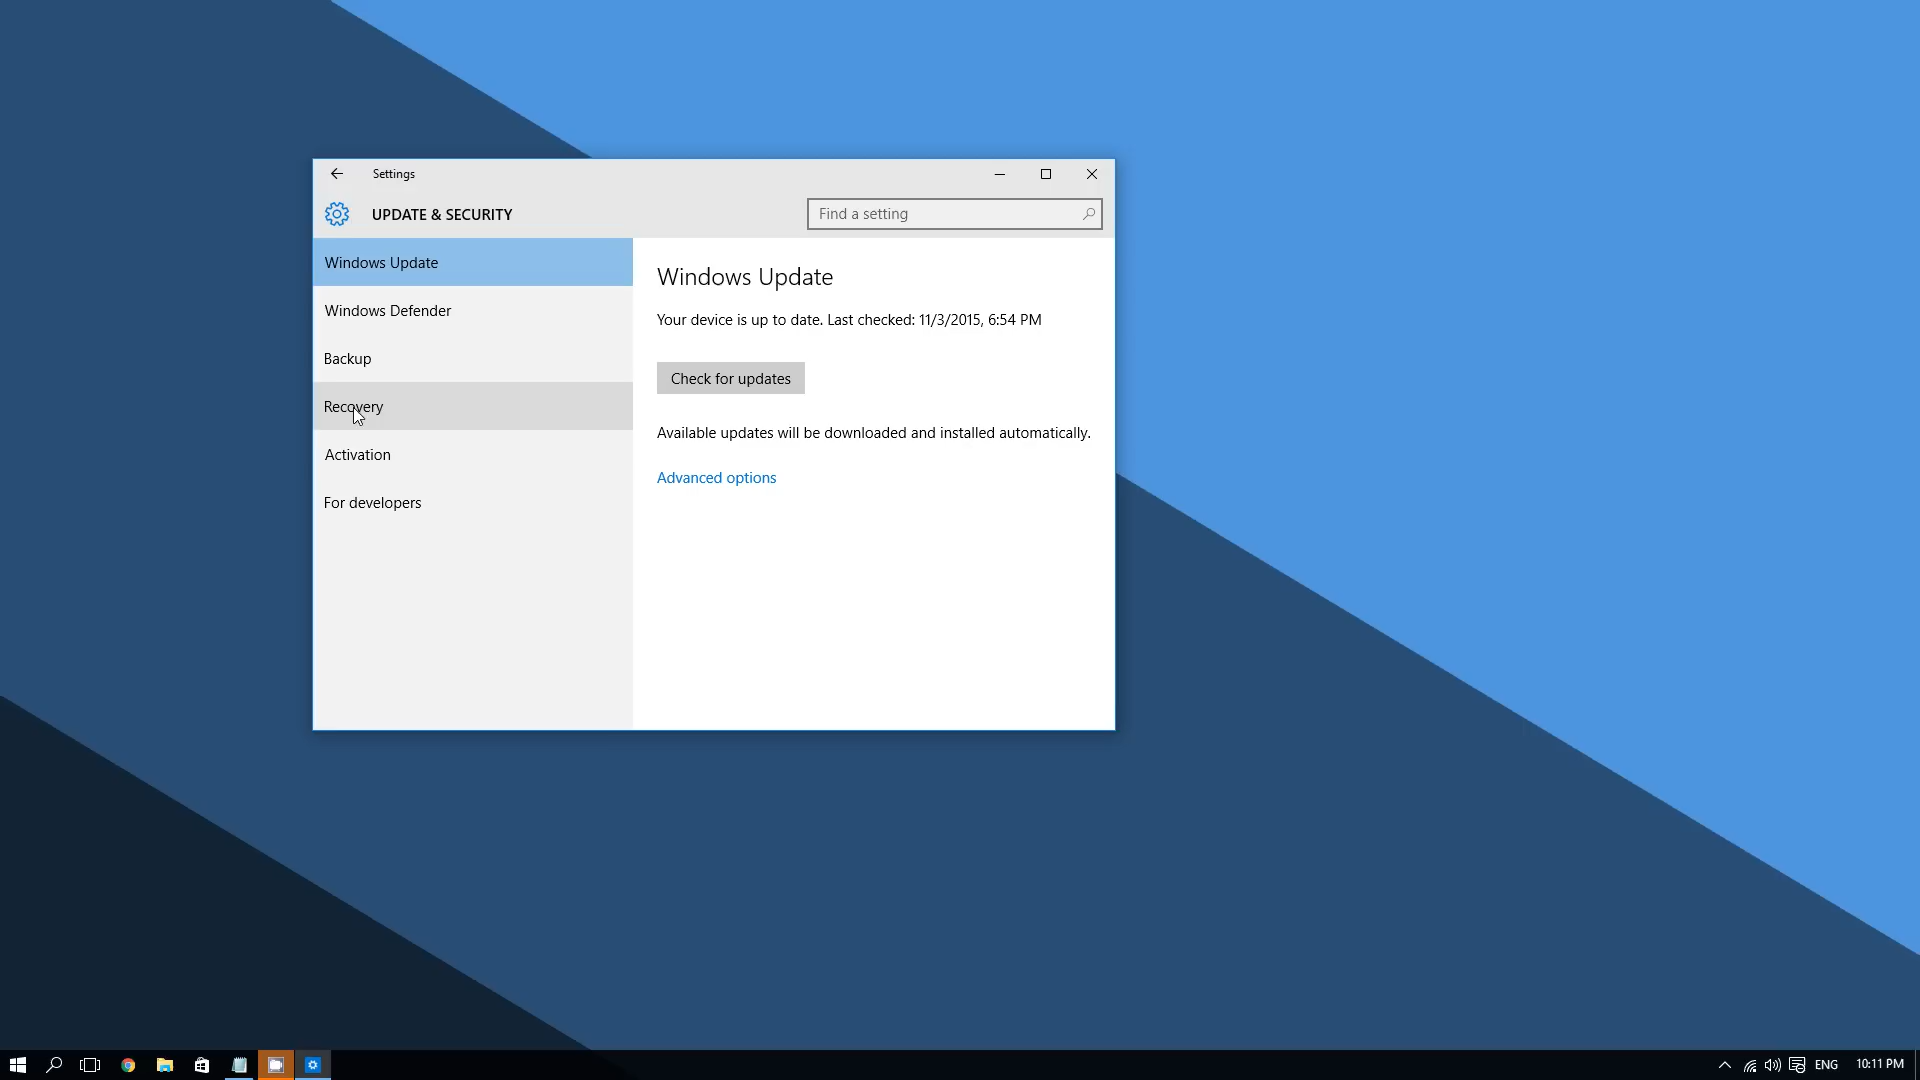 Settings
UPDATE & SECURITY
Find a setting
Windows Update
Windows Defender
Backup
Recovery
Activation
For developers
Windows Update
Your device is up to date. Last checked: 11/3/2015, 6:54 PM
Check for updates
Available updates will be downloaded and installed automatically.
Advanced options
ENG
10:11 PM